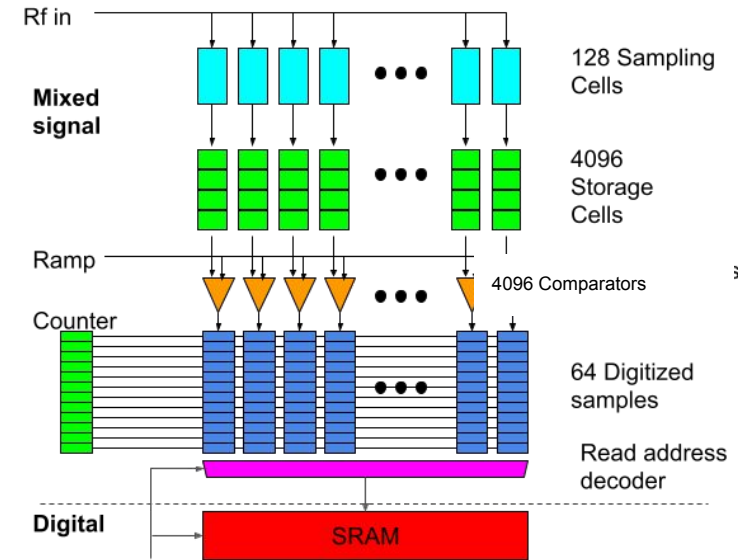 Rf in
128 Sampling
Cells
Mixed
signal
4096
Storage
Cells
Ramp
4096 Comparators
s
Counter
64 Digitized
samples
Read address
decoder
Digital
SRAM